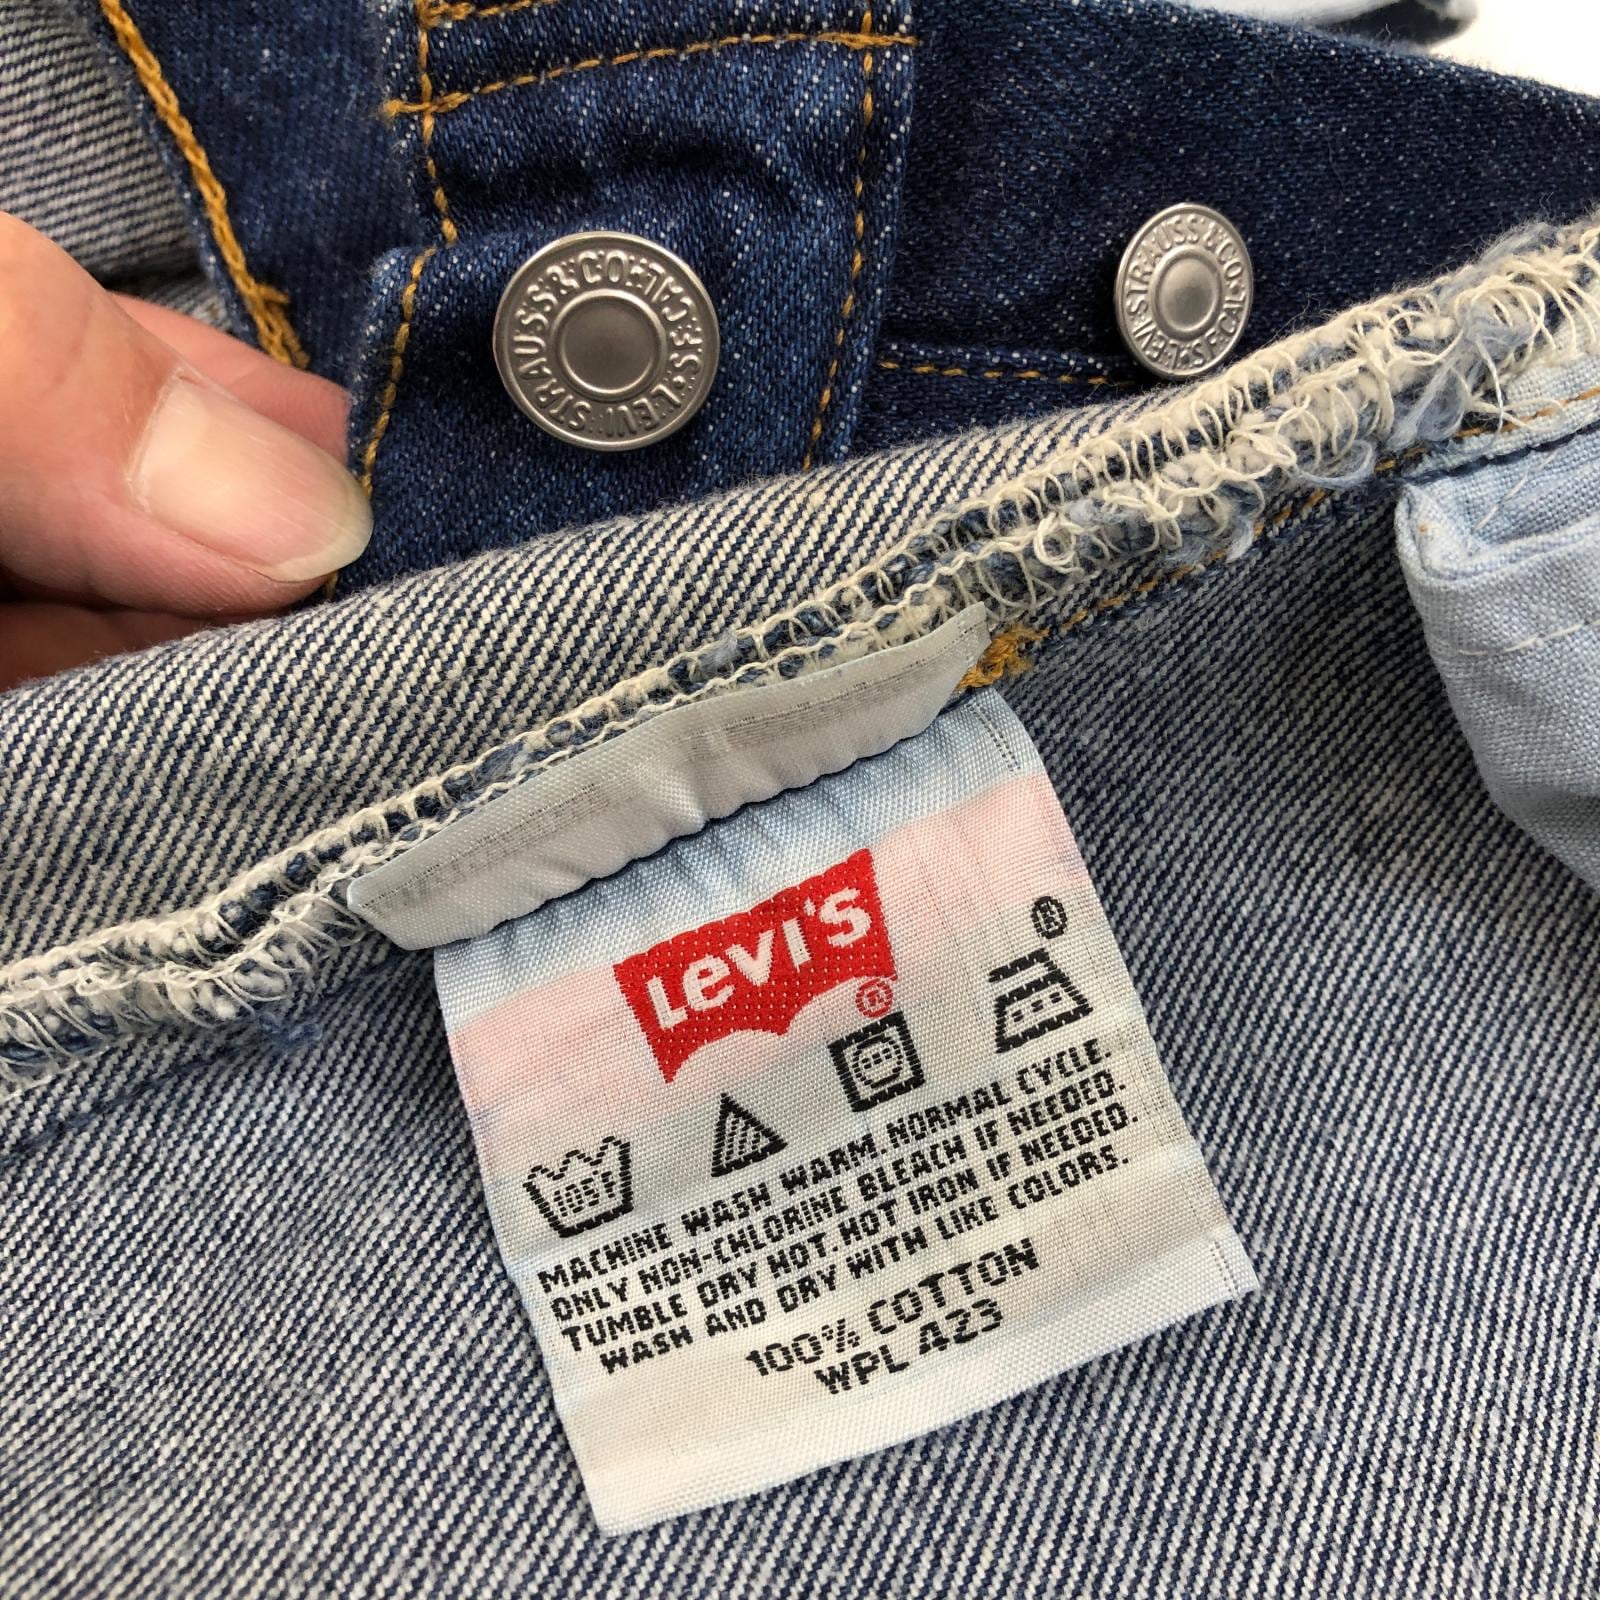 LEVI STRAUSS & CO. S.F. CAL.
LEVI STRAUSS & CO. S.F. CAL.
Levi's ®
®
105F
MACHINE WASH WARM. NORMAL CYCLE.
ONLY NON-CHLORINE BLEACH IF NEEDED.
TUMBLE DRY HOT. HOT IRON IF NEEDED.
WASH AND DRY WITH LIKE COLORS.
100% COTTON
WPL 423